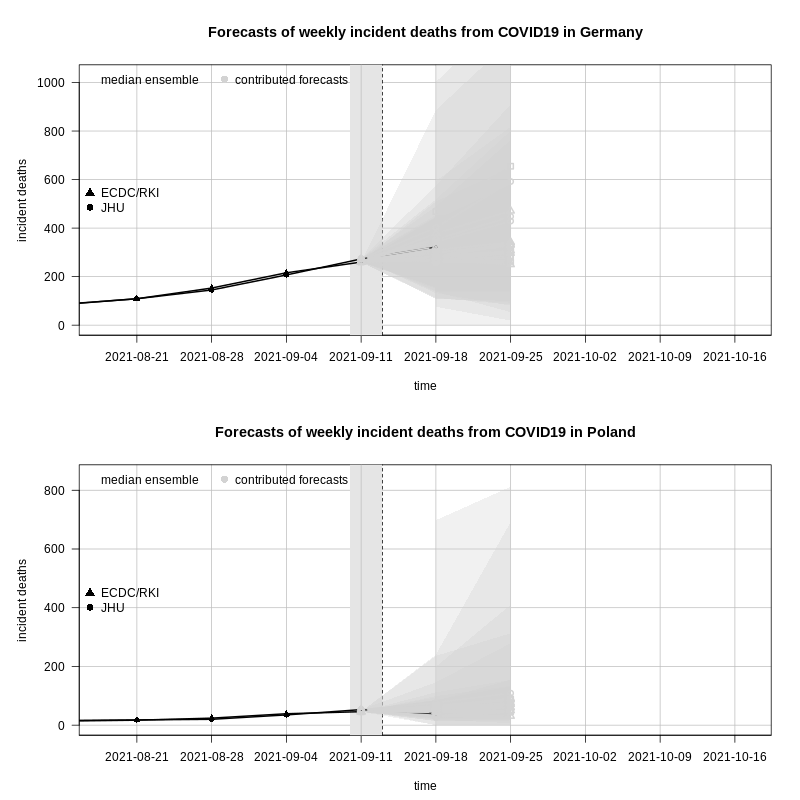 Forecasts of weekly incident deaths from COVID19 in Germany
median ensemble contributed forecasts
1000
800
600
400
200
0
incident deaths
ECDC/RKI
JHU
2021-08-21 2021-08-28 2021-09-04 2021-09-11 2021-09-18 2021-09-25 2021-10-02 2021-10-09 2021-10-16
time
Forecasts of weekly incident deaths from COVID19 in Poland
median ensemble contributed forecasts
800
600
400
200
0
incident deaths
ECDC/RKI
JHU
2021-08-21 2021-08-28 2021-09-04 2021-09-11 2021-09-18 2021-09-25 2021-10-02 2021-10-09 2021-10-16
time